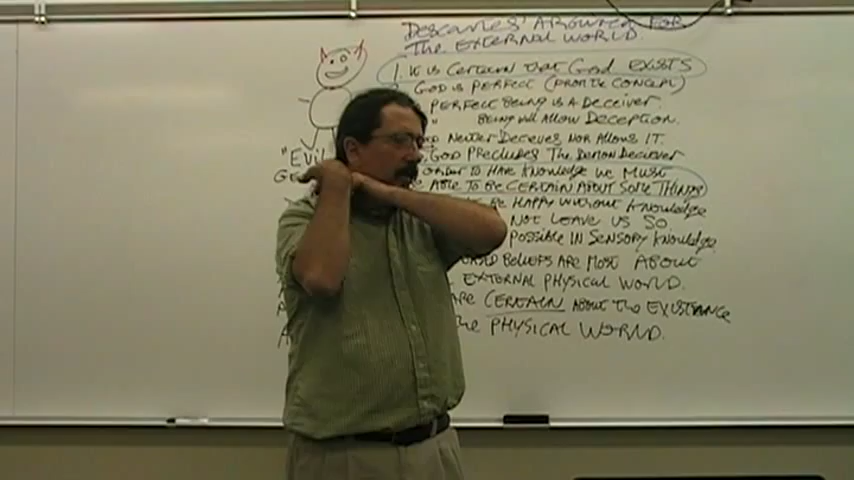 DESCARTES' ARGUMENT FOR
THE EXTERNAL WORLD
1. IT IS CERTAIN THAT GOD EXISTS
GOD IS PERFECT (FROM THE CONCEPT)
PERFECT BEING IS A DECEIVER.
" BEING WILL ALLOW DECEPTION.
NEITHER DECEIVES NOR ALLOWS IT.
"EVIL
GOD PRECLUDES THE DEMON DECIEVER
GE
ORDER TO HAVE KNOWLEDGE WE MUST
ABLE TO BE CERTAIN ABOUT SOME THINGS
BE HAPPY WITHOUT KNOWLEDGE
NOT LEAVE US SO
POSSIBLE IN SENSORY KNOWLEDGE.
BELIEFS ARE MOST ABOUT
EXTERNAL PHYSICAL WORLD.
ARE CERTAIN ABOUT THE EXISTANCE
PHYSICAL WORLD.